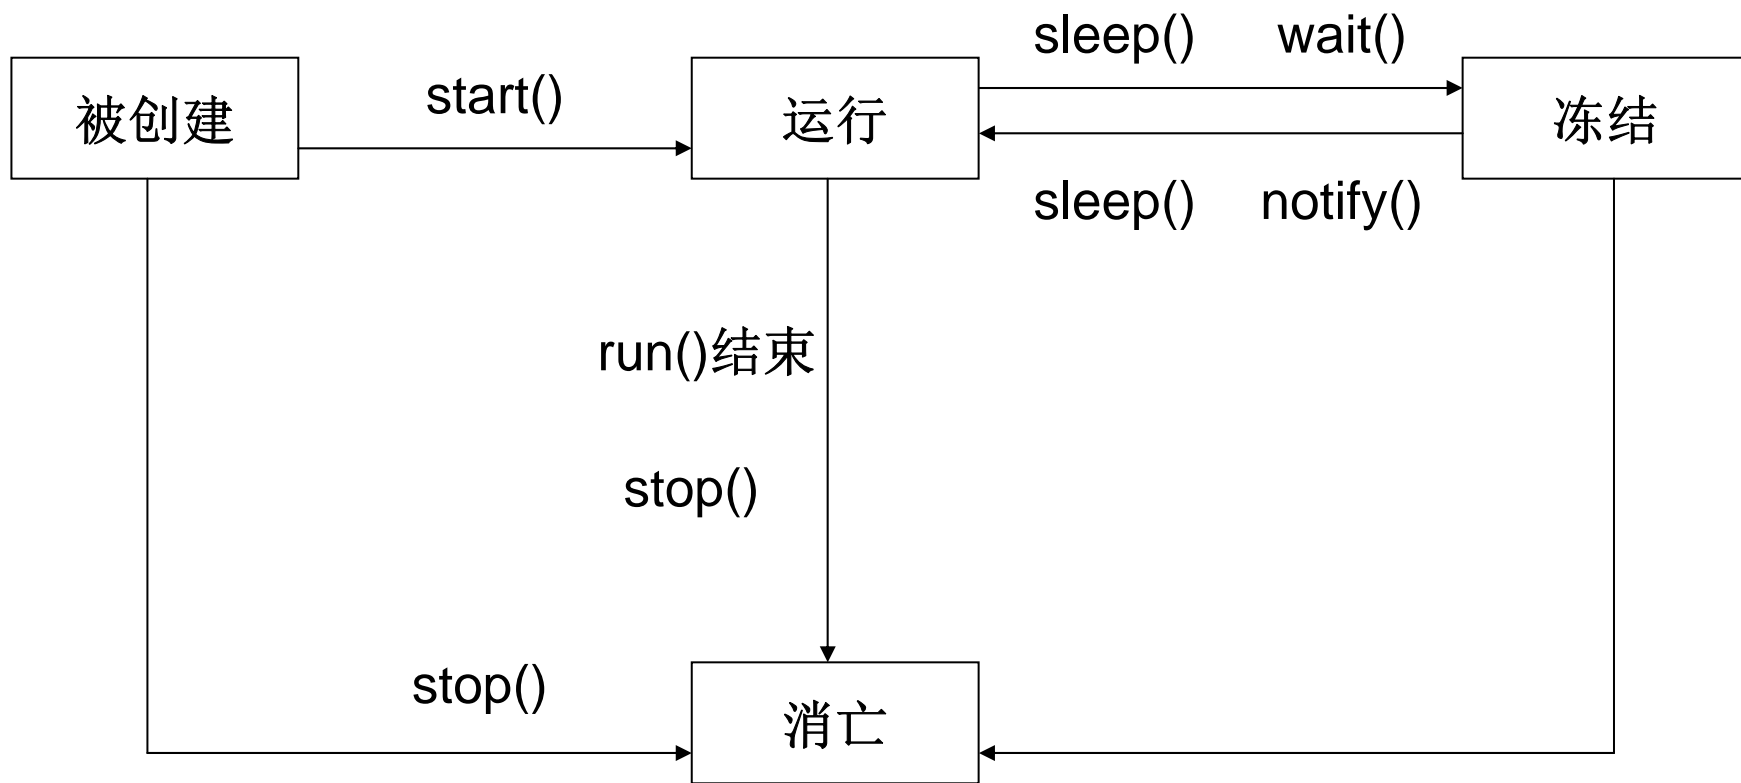 sleep() wait()
被创建
start()
运行
冻结
sleep() notify()
run()结束
stop()
stop()
消亡